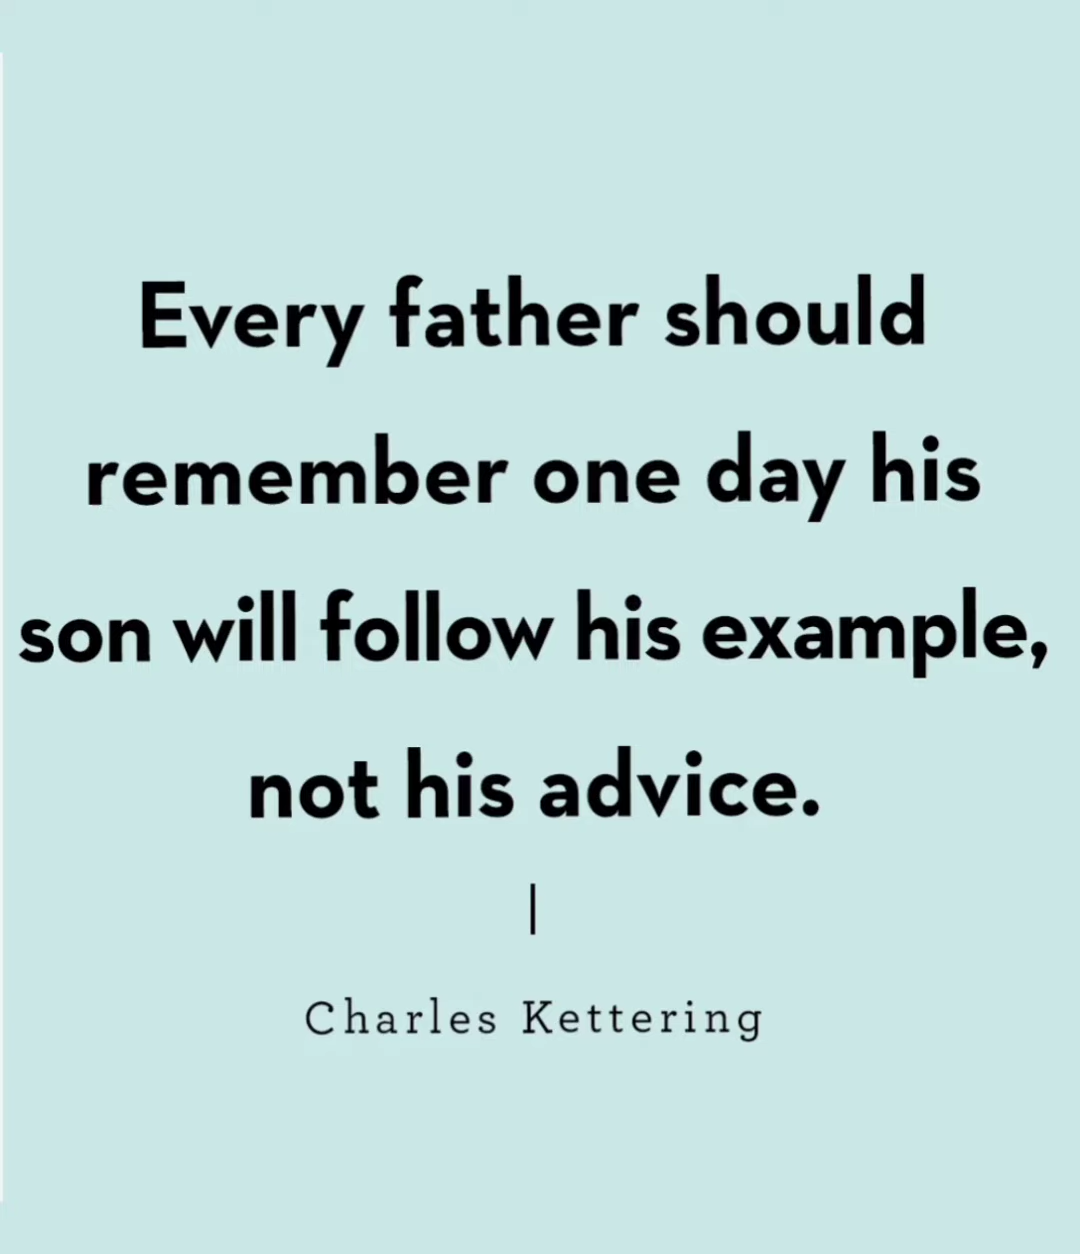 Every father should
remember one day his
son will follow his example,
not his advice.
|
Charles Kettering